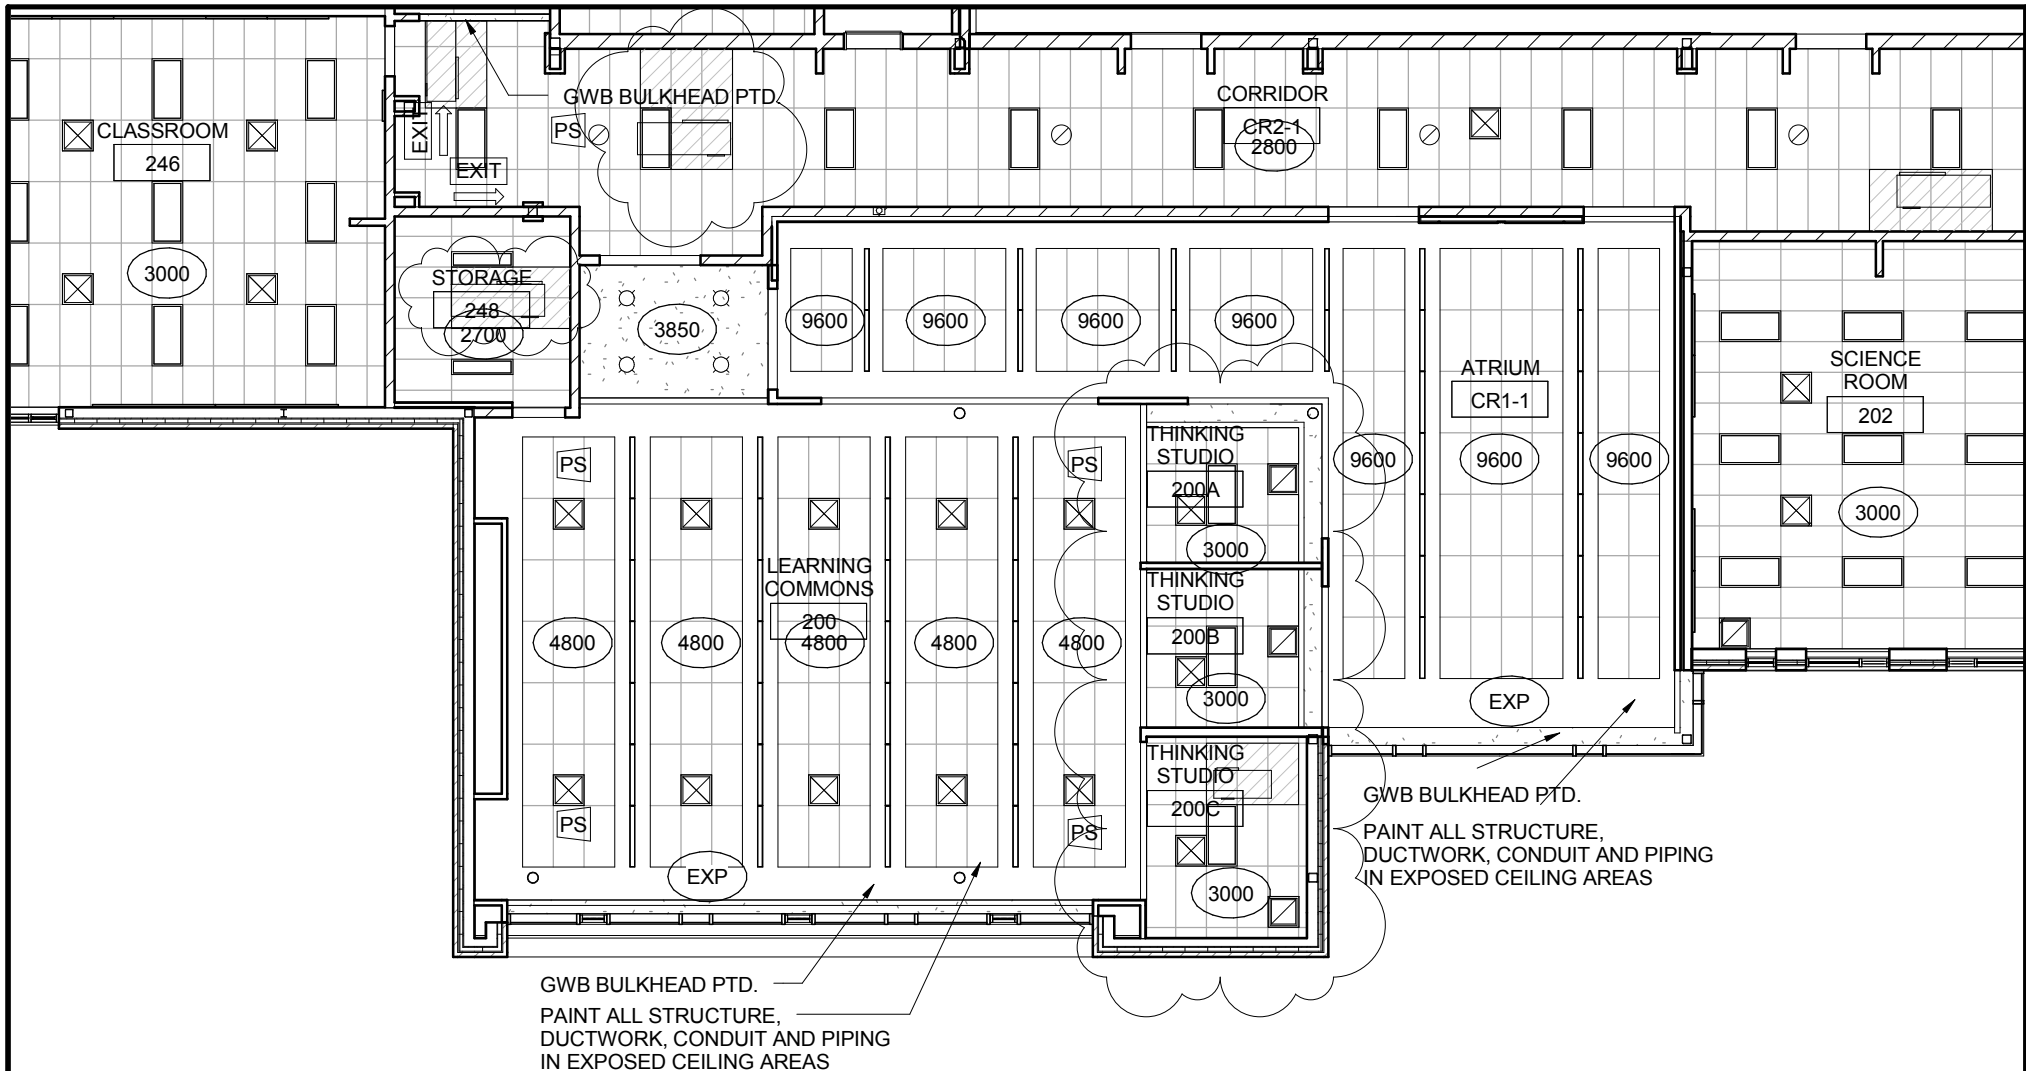 GWB BULKHEAD PTD.
CORRIDOR
CR2-1
2800
CLASSROOM
246
3000
EXIT
EXIT
PS
STORAGE
248
2700
3850
9600
9600
9600
9600
ATRIUM
CR1-1
9600
9600
9600
SCIENCE
ROOM
202
3000
THINKING
STUDIO
200A
3000
PS
PS
LEARNING
COMMONS
200
4800
4800
4800
4800
4800
THINKING
STUDIO
200B
3000
EXP
THINKING
STUDIO
200C
3000
PS
PS
EXP
GWB BULKHEAD PTD.
PAINT ALL STRUCTURE,
DUCTWORK, CONDUIT AND PIPING
IN EXPOSED CEILING AREAS
GWB BULKHEAD PTD.
PAINT ALL STRUCTURE,
DUCTWORK, CONDUIT AND PIPING
IN EXPOSED CEILING AREAS